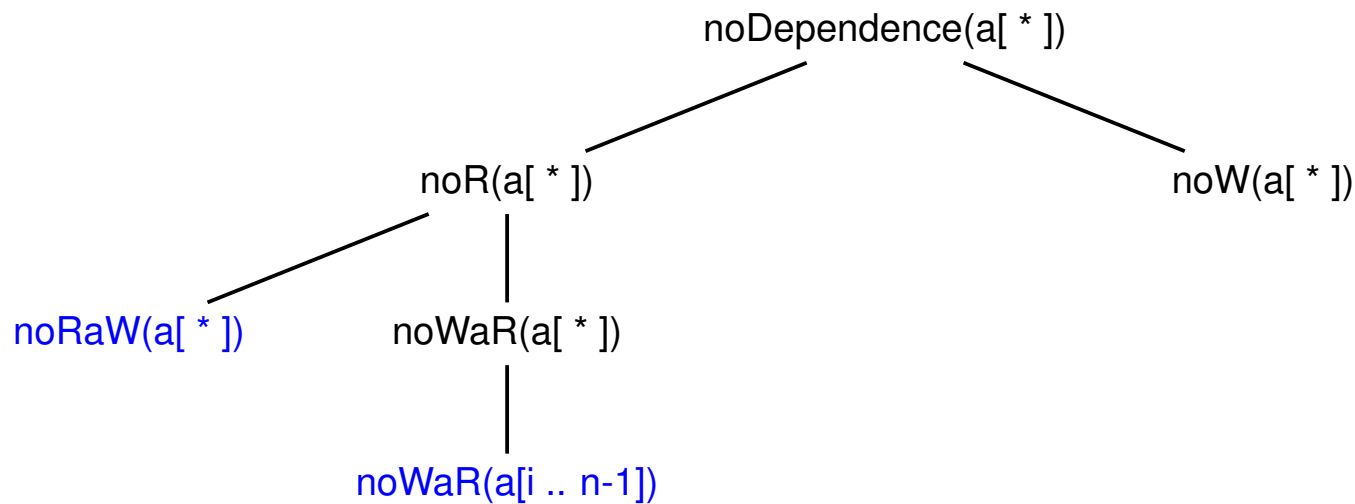 noDependence(a[ * ])
noR(a[ * ])
noW(a[ * ])
noRaW(a[ * ])
noWaR(a[ * ])
noWaR(a[i .. n-1])